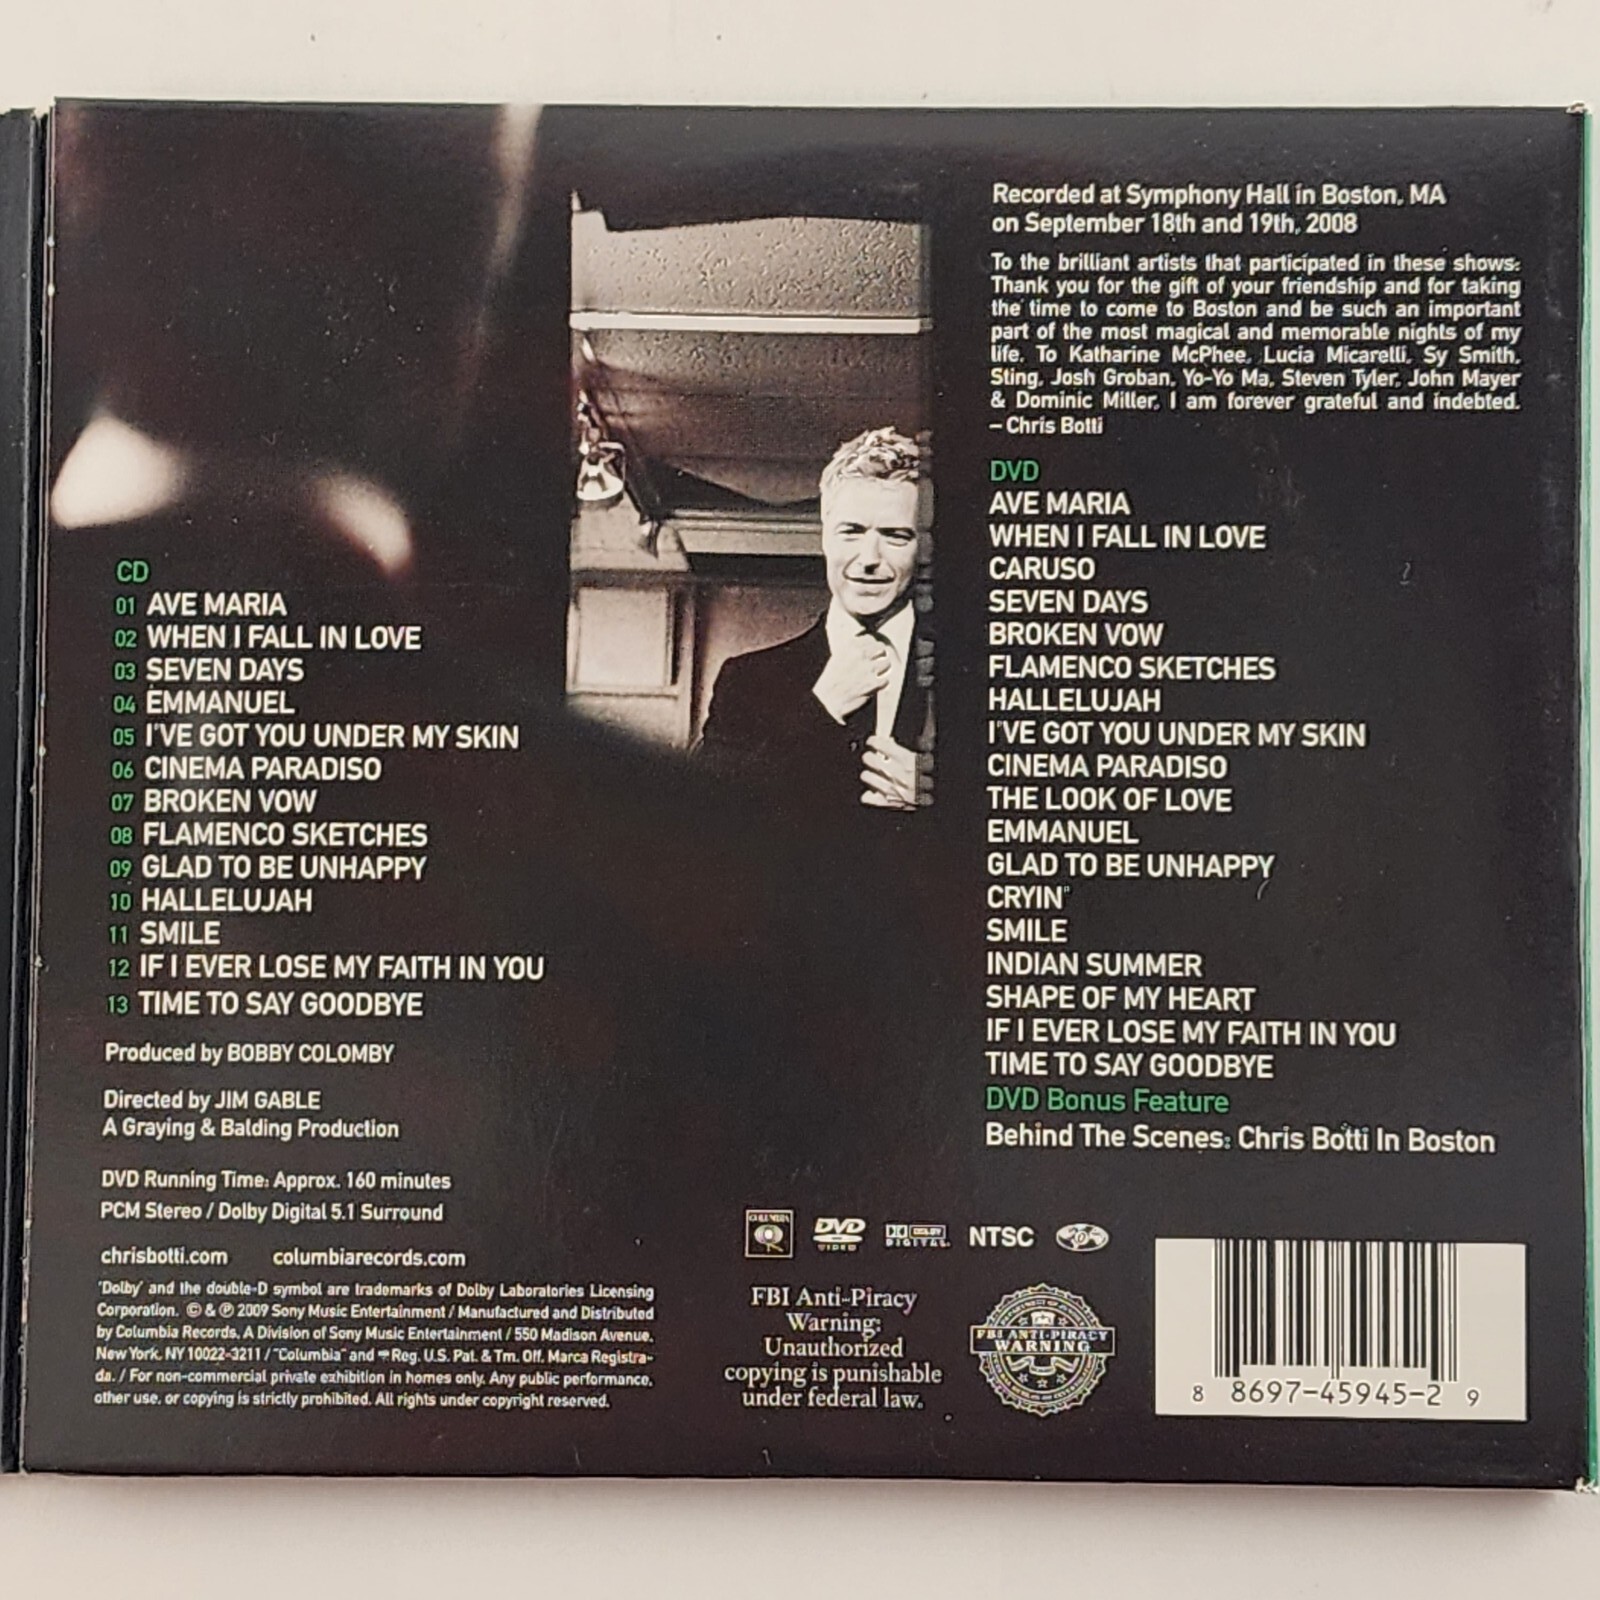 Recorded at Symphony Hall in Boston, MA
on September 18th and 19th, 2008
To the brilliant artists that participated in these shows:
Thank you for the gift of your friendship and for taking
the time to come to Boston and be such an important
part of the most magical and memorable nights of my
life. To Katharine McPhee, Lucia Micarelli, Sy Smith,
Sting, Josh Groban, Yo-Yo Ma, Steven Tyler, John Mayer
& Dominic Miller, I am forever grateful and indebted.
– Chris Botti
CD
01 AVE MARIA
02 WHEN I FALL IN LOVE
03 SEVEN DAYS
04 EMMANUEL
05 I'VE GOT YOU UNDER MY SKIN
06 CINEMA PARADISO
07 BROKEN VOW
08 FLAMENCO SKETCHES
09 GLAD TO BE UNHAPPY
10 HALLELUJAH
11 SMILE
12 IF I EVER LOSE MY FAITH IN YOU
13 TIME TO SAY GOODBYE
Produced by BOBBY COLOMBY
Directed by JIM GABLE
A Graying & Balding Production
DVD Running Time: Approx. 160 minutes
PCM Stereo / Dolby Digital 5.1 Surround
chrisbotti.com columbiarecords.com
'Dolby' and the double-D symbol are trademarks of Dolby Laboratories Licensing
Corporation. © & ℗ 2009 Sony Music Entertainment / Manufactured and Distributed
by Columbia Records, A Division of Sony Music Entertainment / 550 Madison Avenue,
New York, NY 10022-3211 / "Columbia" and Reg. U.S. Pat. & Tm. Off. Marca Registra-
da. / For non-commercial private exhibition in homes only. Any public performance,
other use, or copying is strictly prohibited. All rights under copyright reserved.
DVD
AVE MARIA
WHEN I FALL IN LOVE
CARUSO
SEVEN DAYS
BROKEN VOW
FLAMENCO SKETCHES
HALLELUJAH
I'VE GOT YOU UNDER MY SKIN
CINEMA PARADISO
THE LOOK OF LOVE
EMMANUEL
GLAD TO BE UNHAPPY
CRYIN'
SMILE
INDIAN SUMMER
SHAPE OF MY HEART
IF I EVER LOSE MY FAITH IN YOU
TIME TO SAY GOODBYE
DVD Bonus Feature
Behind The Scenes: Chris Botti In Boston
COLUMBIA
DVD
VIDEO
DOLBY
DIGITAL
NTSC
FBI Anti-Piracy
Warning:
Unauthorized
copying is punishable
under federal law.
FBI ANTI-PIRACY
WARNING
8 8697-45945-2 9